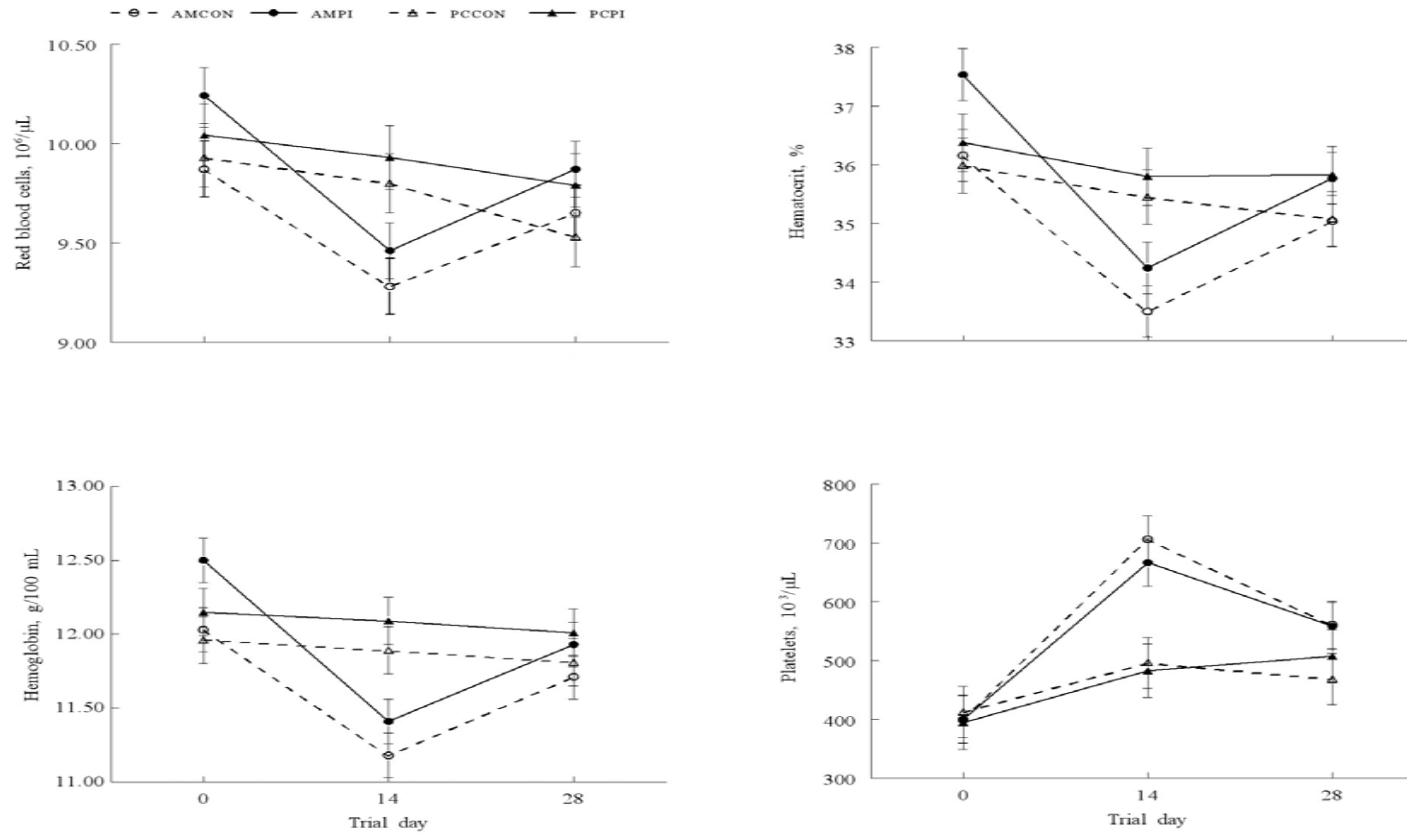 AMCON AMPI PCCON PCPI
10.50
10.00
9.50
9.00
Red blood cells, 10⁶/μL
38
37
36
35
34
33
Hematocrit, %
13.00
12.50
12.00
11.50
11.00
Hemoglobin, g/100 mL
0 14 28
Trial day
800
700
600
500
400
300
Platelets, 10³/μL
0 14 28
Trial day